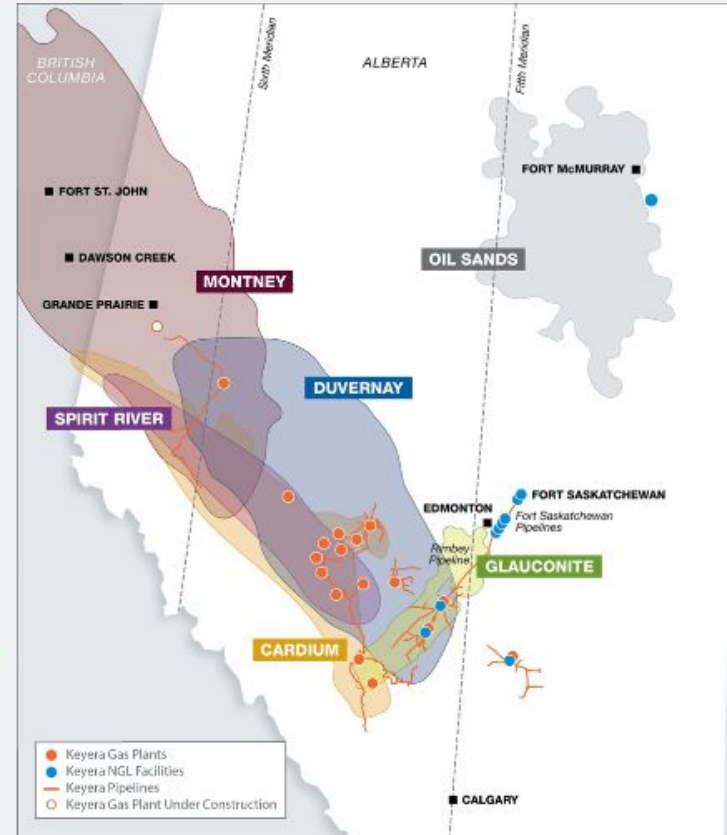 BRITISH
COLUMBIA
Sixth Meridian
ALBERTA
Fifth Meridian
FORT ST. JOHN
FORT McMURRAY
DAWSON CREEK
OIL SANDS
MONTNEY
GRANDE PRAIRIE
DUVERNAY
SPIRIT RIVER
FORT SASKATCHEWAN
EDMONTON
Fort Saskatchewan
Pipelines
Rimbey
Pipeline
GLAUCONITE
CARDIUM
Keyera Gas Plants
Keyera NGL Facilities
Keyera Pipelines
Keyera Gas Plant Under Construction
CALGARY